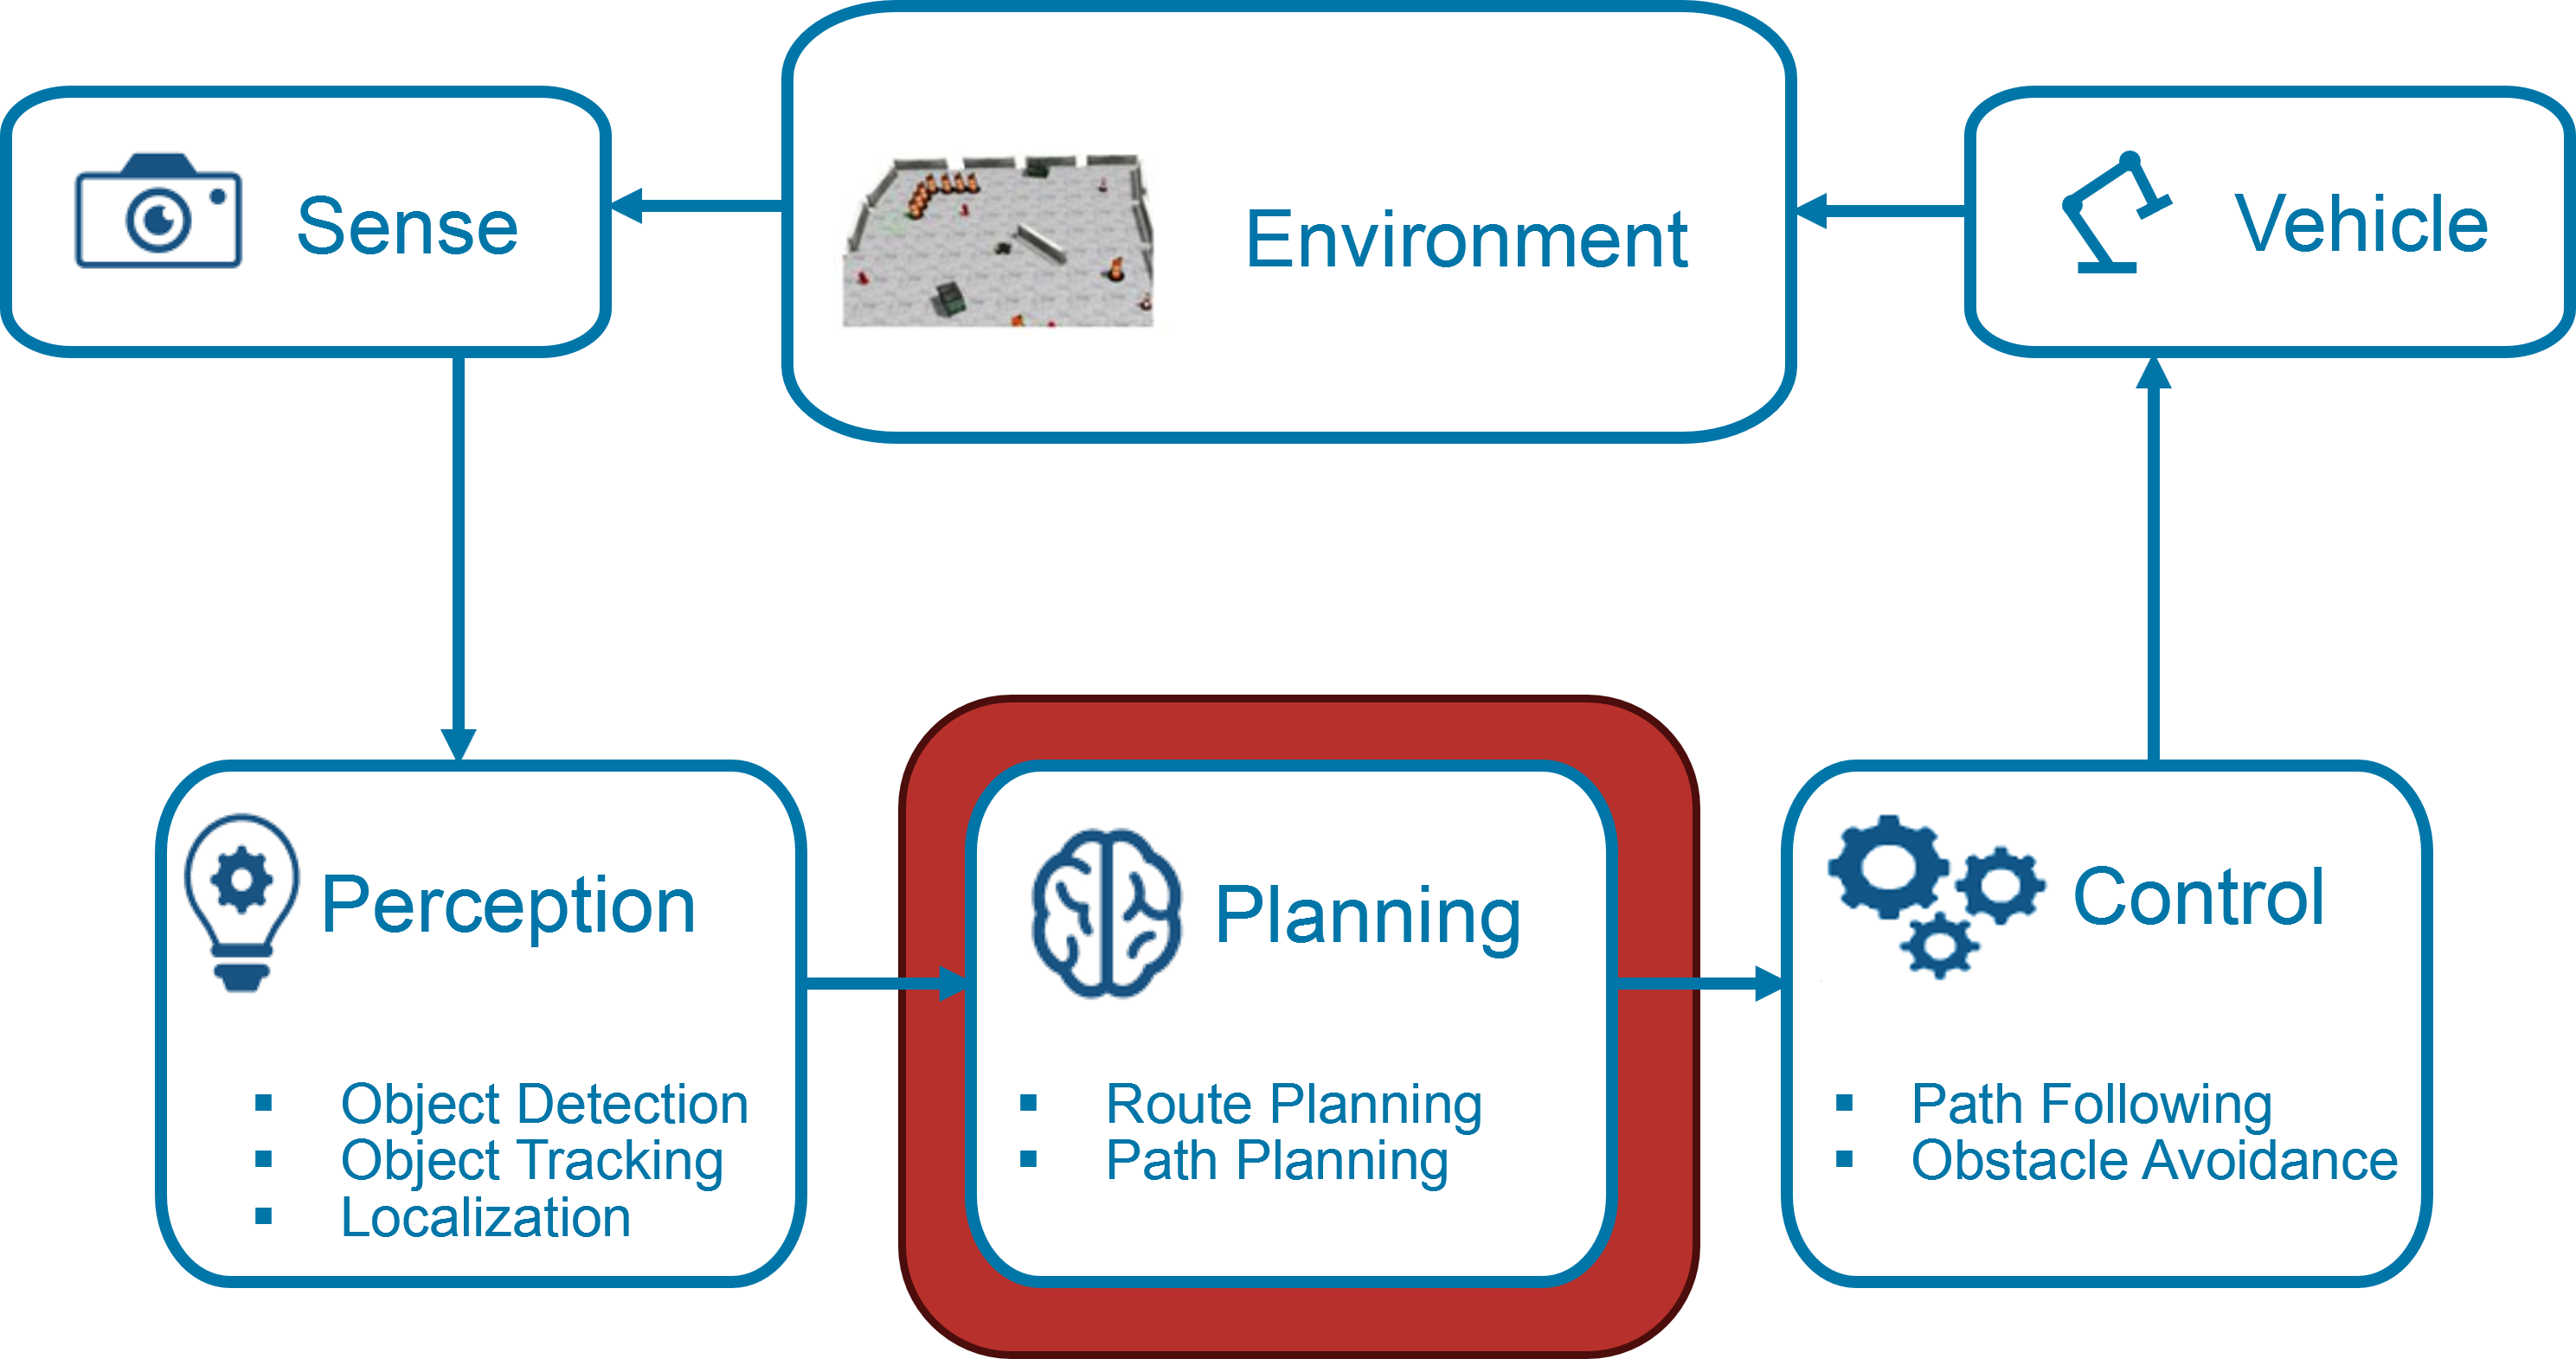 Sense
Environment
Vehicle
Perception
▪ Object Detection
▪ Object Tracking
▪ Localization
Planning
▪ Route Planning
▪ Path Planning
Control
▪ Path Following
▪ Obstacle Avoidance